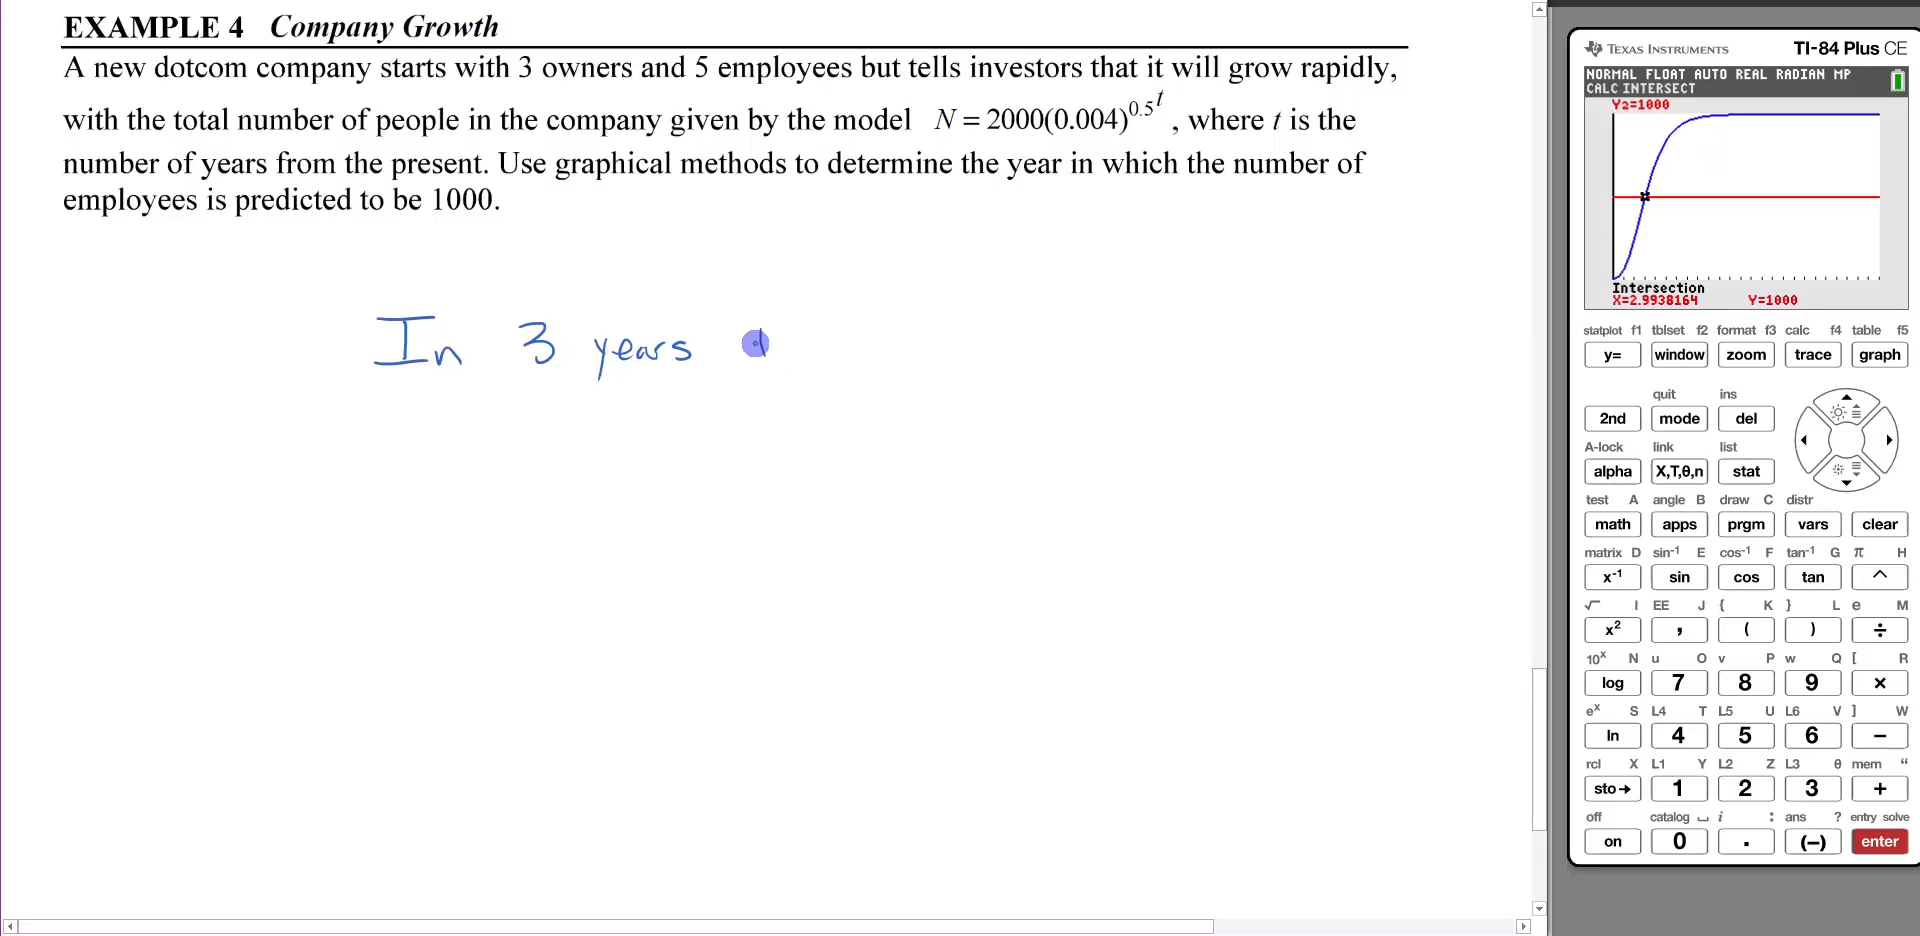 EXAMPLE 4 Company Growth
A new dotcom company starts with 3 owners and 5 employees but tells investors that it will grow rapidly,
with the total number of people in the company given by the model N = 2000(0.004)^0.5^t , where t is the
number of years from the present. Use graphical methods to determine the year in which the number of
employees is predicted to be 1000.
In 3 years
TEXAS INSTRUMENTS TI-84 Plus CE
NORMAL FLOAT AUTO REAL RADIAN MP
CALC INTERSECT
Y2=1000
Intersection
X=2.9938164 Y=1000
statplot f1 tblset f2 format f3 calc f4 table f5
y= window zoom trace graph
quit ins
2nd mode del
A-lock link list
alpha X,T,θ,n stat
test A angle B draw C distr
math apps prgm vars clear
matrix D sin⁻¹ E cos⁻¹ F tan⁻¹ G π H
x⁻¹ sin cos tan ^
√ I EE J { K } L e M
x² , ( ) ÷
10ˣ N u O v P w Q [ R
log 7 8 9 ×
eˣ S L4 T L5 U L6 V ] W
ln 4 5 6 −
rcl X L1 Y L2 Z L3 θ mem “
sto→ 1 2 3 +
off catalog ⎵ i : ans ? entry solve
on 0 . (−) enter